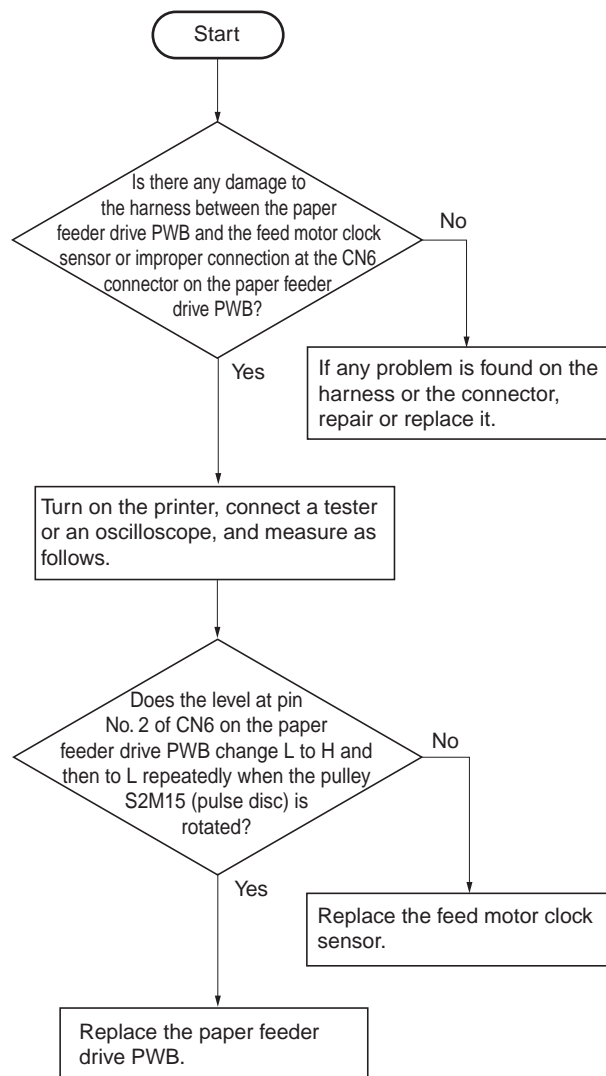 Start
Is there any damage to
the harness between the paper
feeder drive PWB and the feed motor clock
sensor or improper connection at the CN6
connector on the paper feeder
drive PWB?
No
Yes
If any problem is found on the
harness or the connector,
repair or replace it.
Turn on the printer, connect a tester
or an oscilloscope, and measure as
follows.
Does the level at pin
No. 2 of CN6 on the paper
feeder drive PWB change L to H and
then to L repeatedly when the pulley
S2M15 (pulse disc) is
rotated?
No
Yes
Replace the feed motor clock
sensor.
Replace the paper feeder
drive PWB.